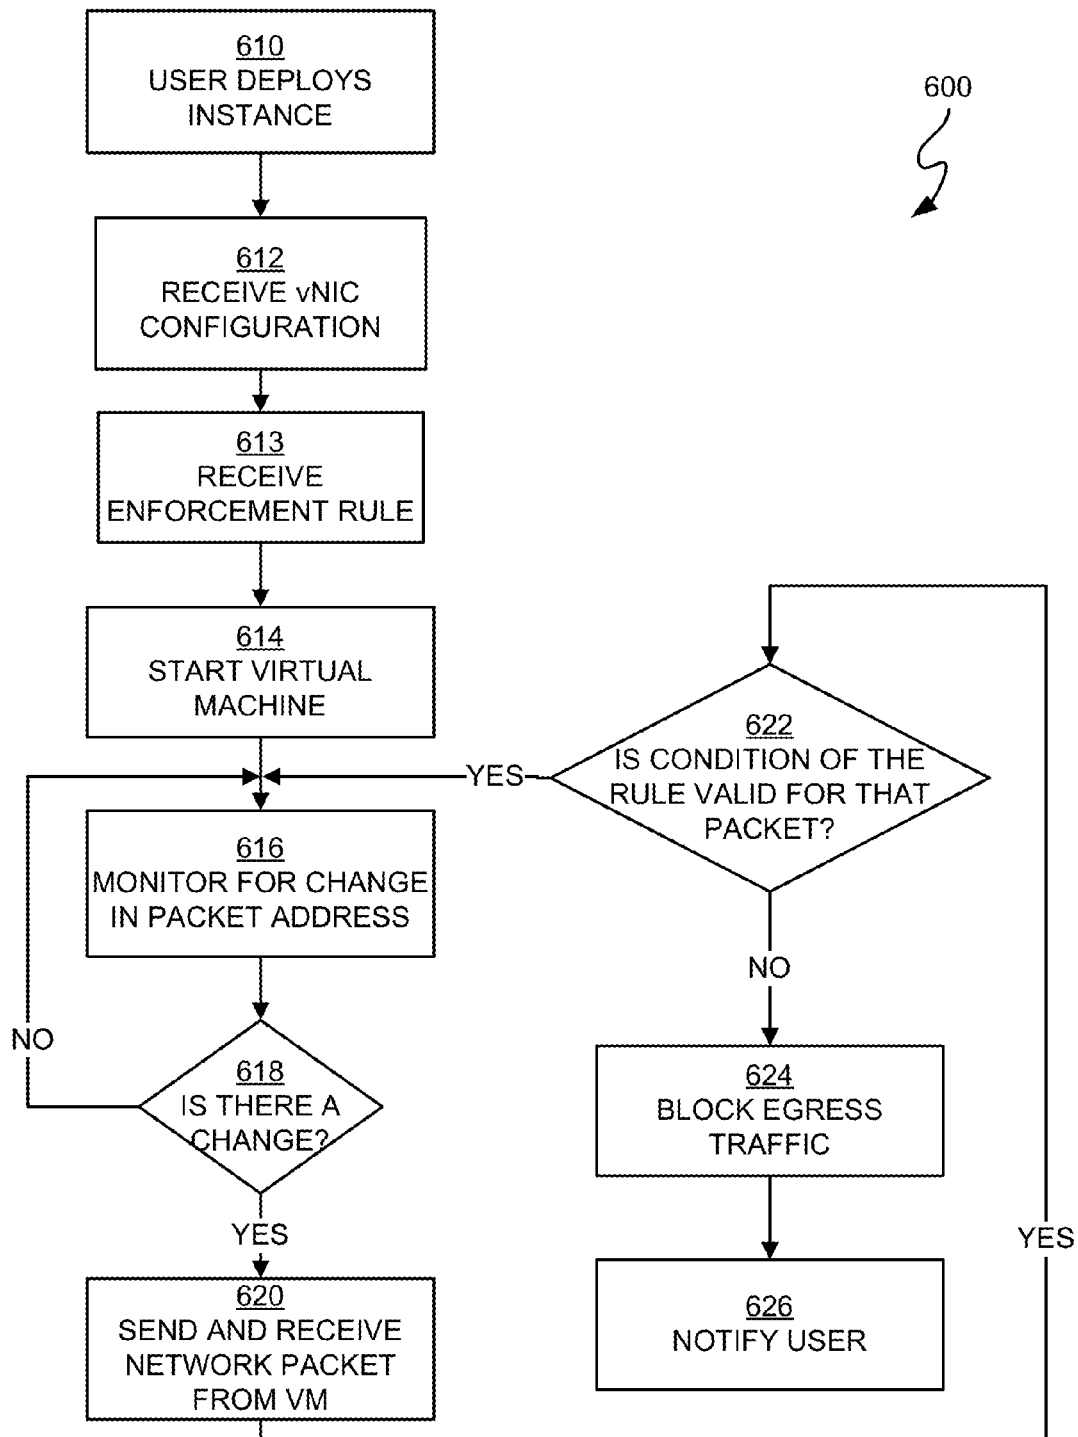 610
USER DEPLOYS
INSTANCE
600
612
RECEIVE vNIC
CONFIGURATION
613
RECEIVE
ENFORCEMENT RULE
614
START VIRTUAL
MACHINE
622
IS CONDITION OF THE
RULE VALID FOR THAT
PACKET?
YES
616
MONITOR FOR CHANGE
IN PACKET ADDRESS
NO
NO
618
IS THERE A
CHANGE?
624
BLOCK EGRESS
TRAFFIC
YES
YES
620
SEND AND RECEIVE
NETWORK PACKET
FROM VM
626
NOTIFY USER